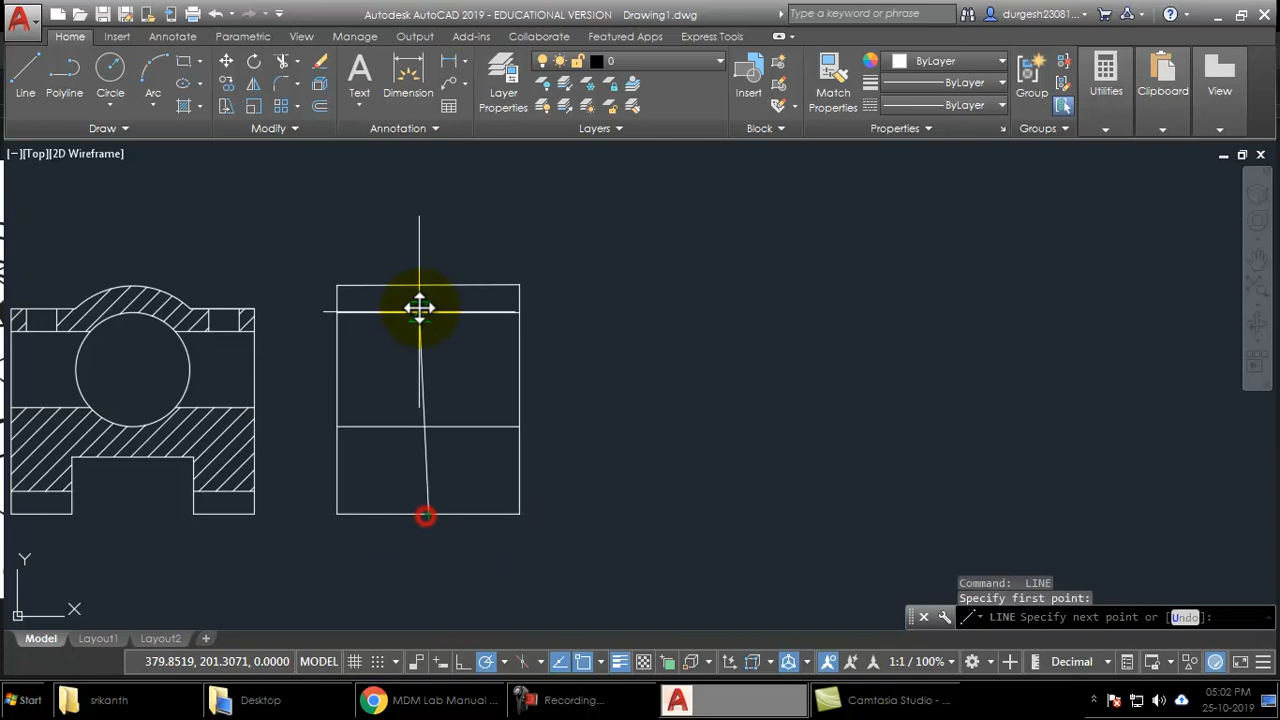 Autodesk AutoCAD 2019 - EDUCATIONAL VERSION Drawing1.dwg
Type a keyword or phrase
durgesh23081...
Home Insert Annotate Parametric View Manage Output Add-ins Collaborate Featured Apps Express Tools
Line Polyline Circle Arc
Text Dimension
Layer Properties
0
Insert
Match Properties
ByLayer
ByLayer
ByLayer
Group
Utilities
Clipboard
View
Draw Modify Annotation Layers Block Properties Groups
[−][Top][2D Wireframe]
Y
X
Command: LINE
Specify first point:
LINE Specify next point or [Undo]:
Model Layout1 Layout2 +
379.8519, 201.3071, 0.0000 MODEL 1:1 / 100% Decimal
Start srikanth Desktop MDM Lab Manual ... Recording... Camtasia Studio - ...
05:02 PM
25-10-2019